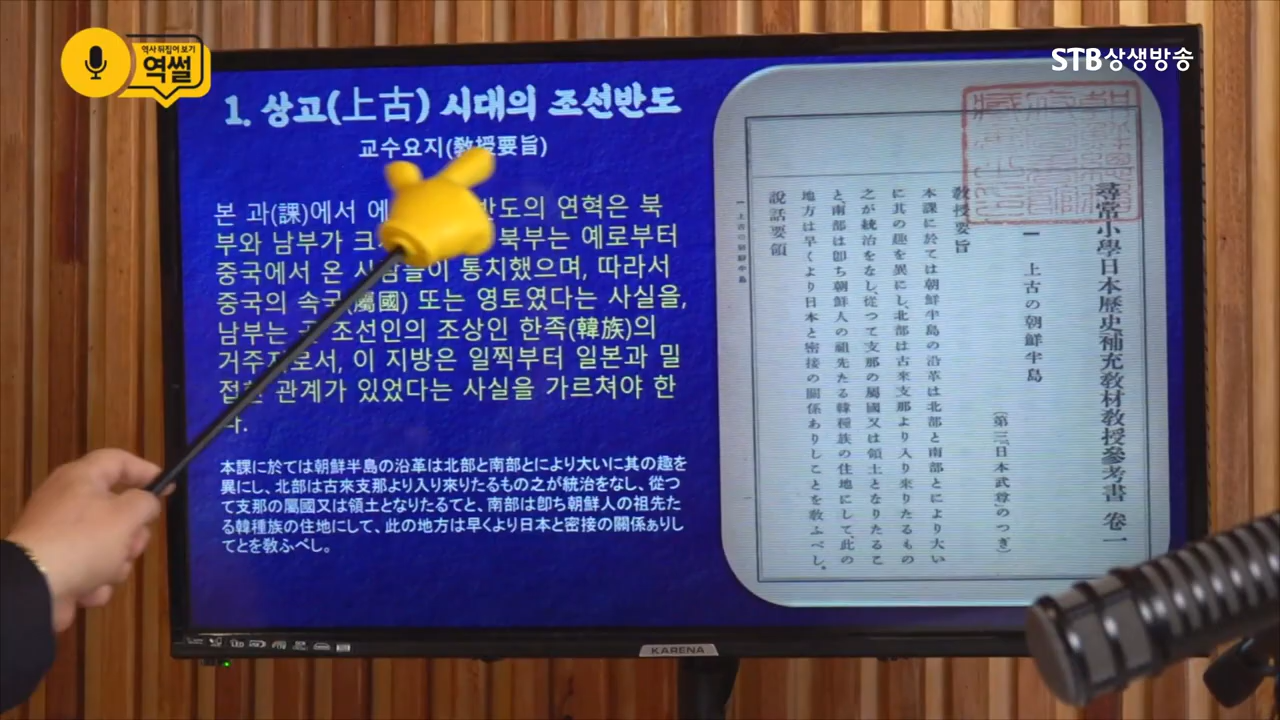 역사 뒤집어 보기
역썰
STB상생방송
1. 상고(上古) 시대의 조선반도
교수요지(敎授要旨)
본 과(課)에서 에 반도의 연혁은 북
부와 남부가 크 북부는 예로부터
중국에서 온 사람들이 통치했으며, 따라서
중국의 속국(屬國) 또는 영토였다는 사실을,
남부는 조선인의 조상인 한족(韓族)의
거주지로서, 이 지방은 일찍부터 일본과 밀
접한 관계가 있었다는 사실을 가르쳐야 한
다.
本課に於ては朝鮮半島の沿革は北部と南部とにより大いに其の趣を
異にし、北部は古來支那より入り來りたるもの之が統治をなし、從つ
て支那の屬國又は領土となりたるてと、南部は卽ち朝鮮人の祖先た
る韓種族の住地にして、此の地方は早くより日本と密接の關係ありし
てとを敎ふべし。
尋常小學日本歷史補充敎材敎授參考書 卷一
一 上古の朝鮮半島
(第三「日本武尊」のつぎ)
敎授要旨
本課に於ては朝鮮半島の沿革は北部と南部とにより大い
に其の趣を異にし、北部は古來支那より入り來りたるもの
之が統治をなし、從つて支那の屬國又は領土となりたるこ
と、南部は卽ち朝鮮人の祖先たる韓種族の住地にして、此の
地方は早くより日本と密接の關係ありしことを敎ふべし。
說話要領
一 上古の朝鮮半島
KARENA